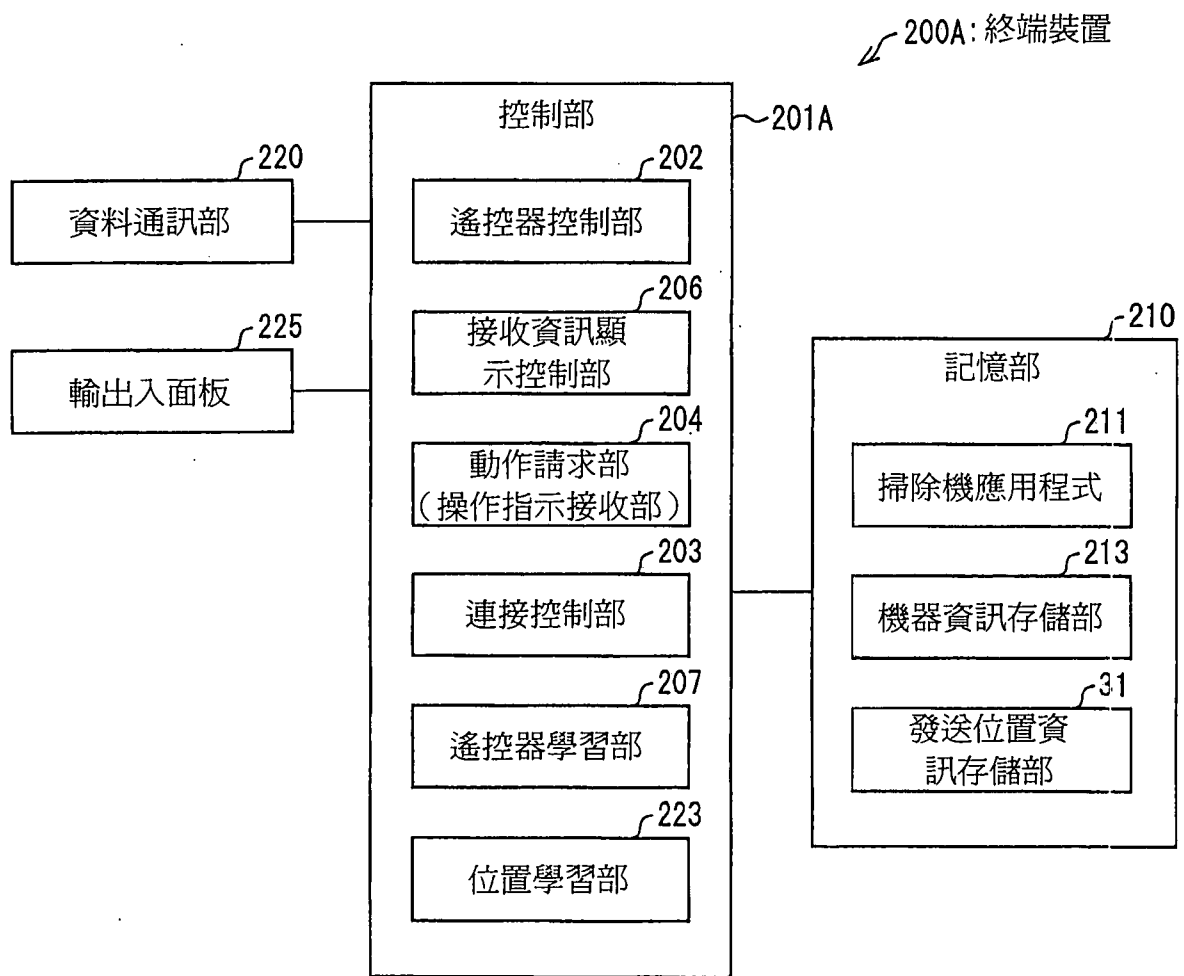 200A：終端裝置
控制部
201A
220
資料通訊部
225
輸出入面板
202
遙控器控制部
206
接收資訊顯
示控制部
204
動作請求部
（操作指示接收部）
203
連接控制部
207
遙控器學習部
223
位置學習部
210
記憶部
211
掃除機應用程式
213
機器資訊存儲部
31
發送位置資
訊存儲部